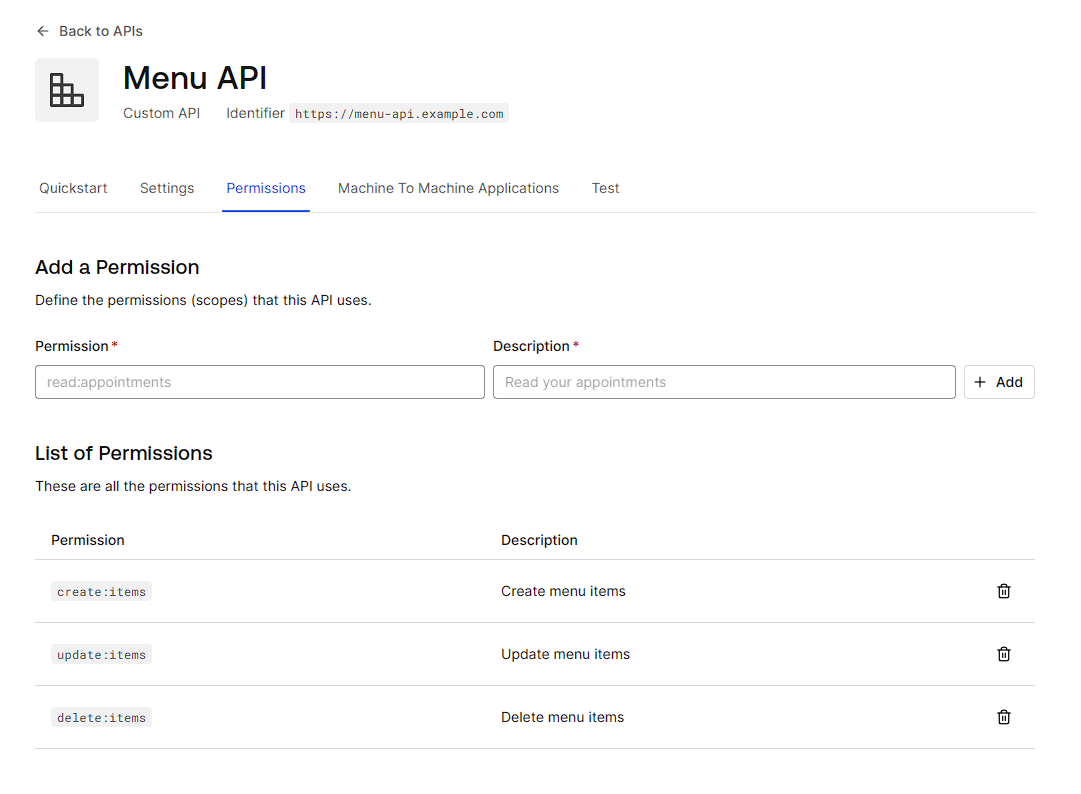 Back to APIs
Menu API
Custom API Identifier https://menu-api.example.com
Quickstart Settings Permissions Machine To Machine Applications Test
Add a Permission
Define the permissions (scopes) that this API uses.
Permission * Description *
read:appointments Read your appointments + Add
List of Permissions
These are all the permissions that this API uses.
Permission Description
create:items Create menu items
update:items Update menu items
delete:items Delete menu items